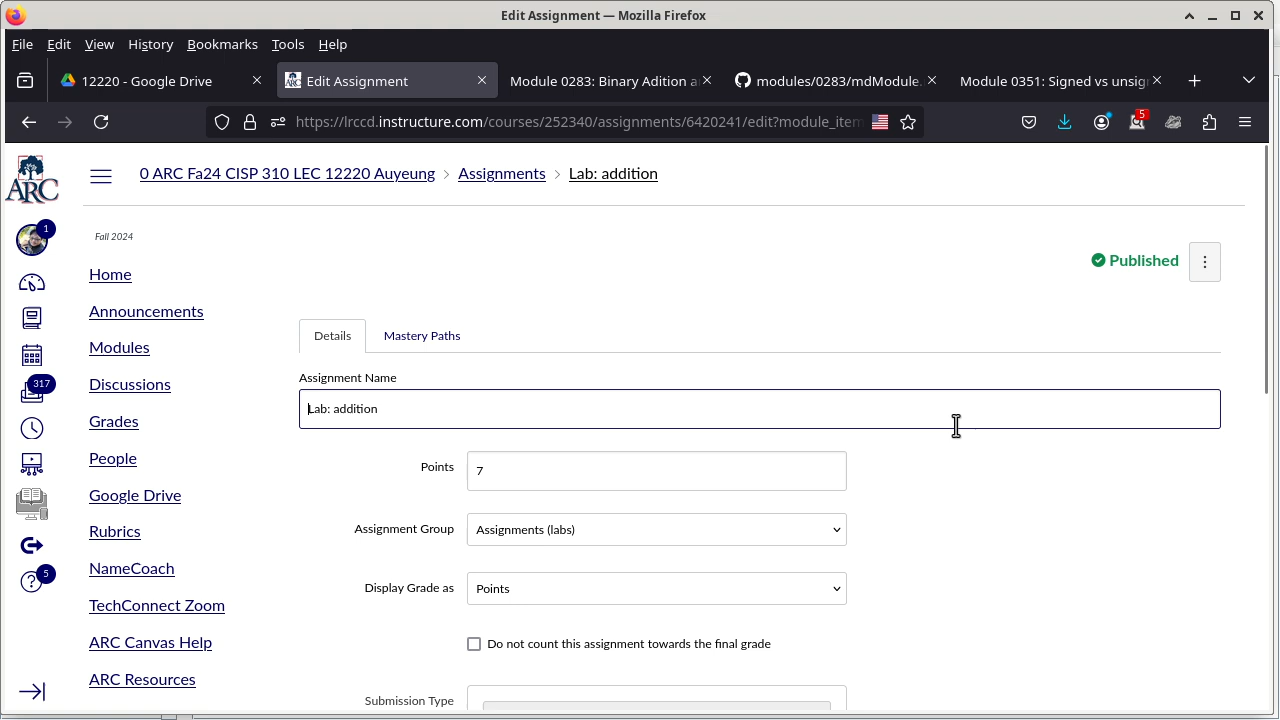 Edit Assignment — Mozilla Firefox
File Edit View History Bookmarks Tools Help
12220 - Google Drive
Edit Assignment
Module 0283: Binary Adition a
modules/0283/mdModule.
Module 0351: Signed vs unsig
https://lrccd.instructure.com/courses/252340/assignments/6420241/edit?module_item
5
ARC
0 ARC Fa24 CISP 310 LEC 12220 Auyeung
Assignments
Lab: addition
1
317
5
Fall 2024
Home
Announcements
Modules
Discussions
Grades
People
Google Drive
Rubrics
NameCoach
TechConnect Zoom
ARC Canvas Help
ARC Resources
Published
Details
Mastery Paths
Assignment Name
Lab: addition
Points
7
Assignment Group
Assignments (labs)
Display Grade as
Points
Do not count this assignment towards the final grade
Submission Type